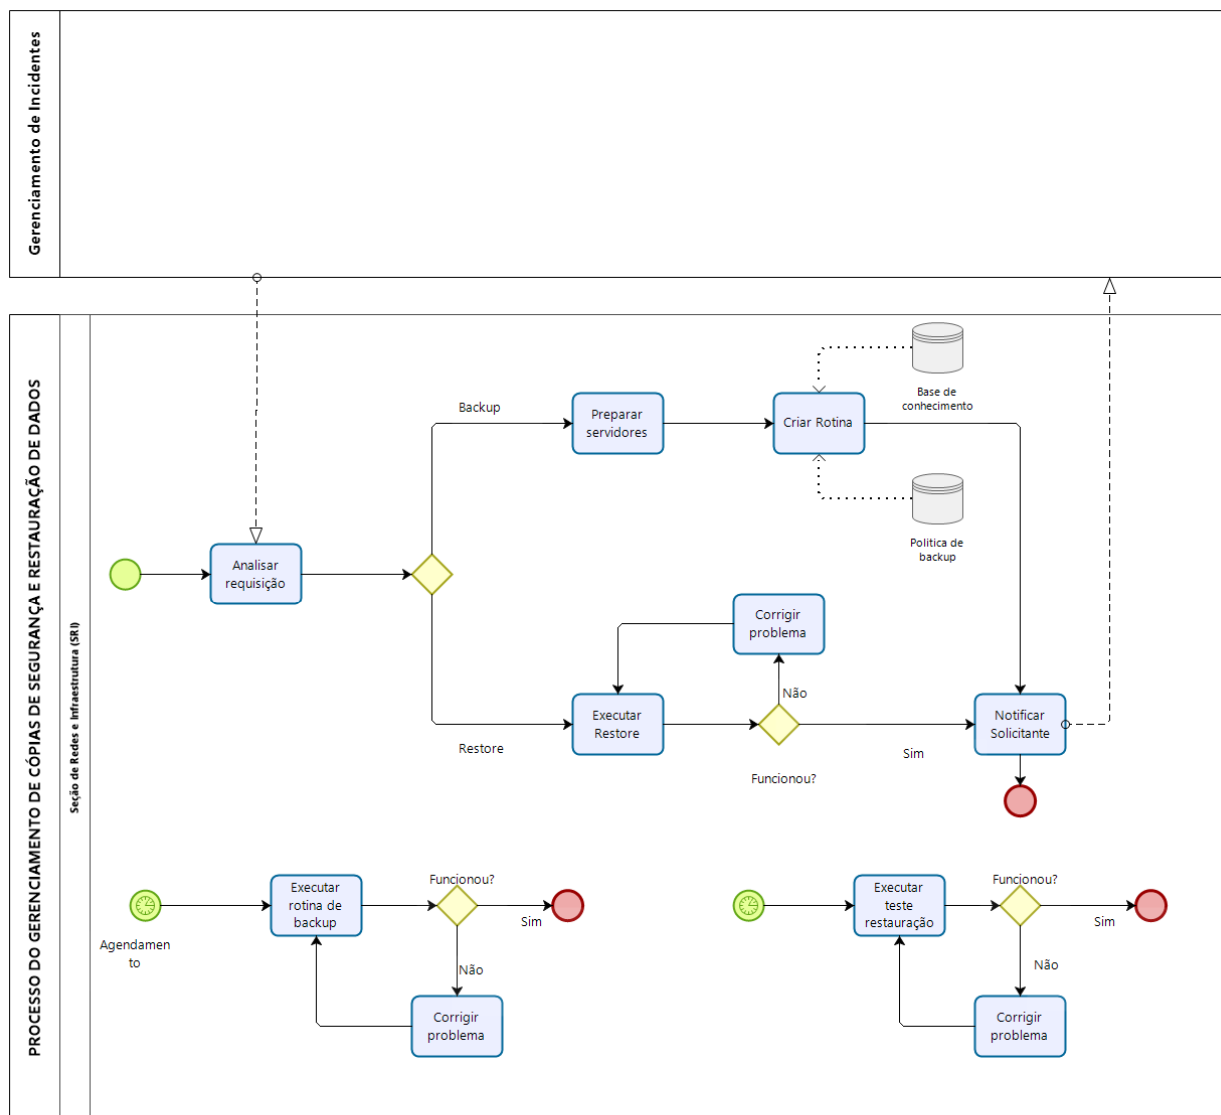 Gerenciamento de Incidentes
PROCESSO DO GERENCIAMENTO DE CÓPIAS DE SEGURANÇA E RESTAURAÇÃO DE DADOS
Seção de Redes e Infraestrutura (SRI)
Base de
conhecimento
Backup
Preparar
servidores
Criar Rotina
Política de
backup
Analisar
requisição
Corrigir
problema
Não
Executar
Restore
Notificar
Solicitante
Restore
Sim
Funcionou?
Agendamen
to
Executar
rotina de
backup
Funcionou?
Sim
Não
Corrigir
problema
Executar
teste
restauração
Funcionou?
Sim
Não
Corrigir
problema